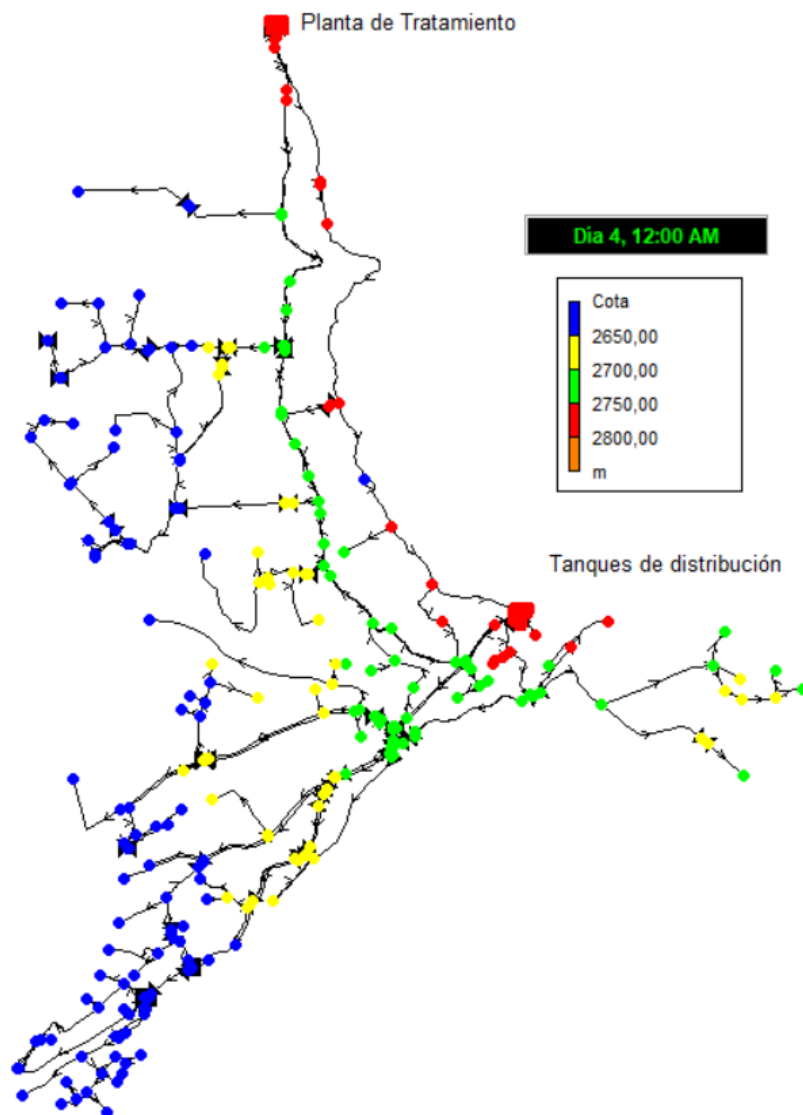 Planta de Tratamiento
Dia 4, 12:00 AM
Cota
2650,00
2700,00
2750,00
2800,00
m
Tanques de distribución